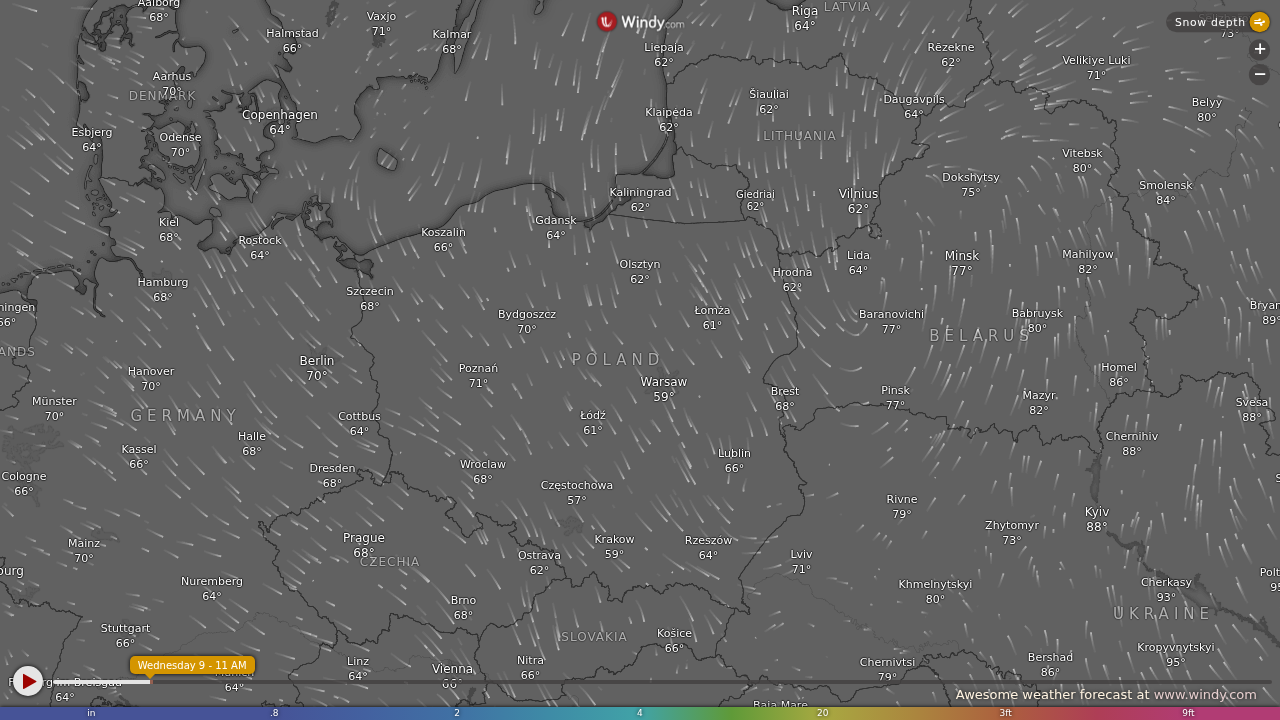 Aalborg
68°
Vaxjo
71°
Halmstad
66°
Kalmar
68°
Windy.com
Riga
64°
LATVIA
Snow depth
73°
Liepaja
62°
Rēzekne
62°
Velikiye Luki
71°
+
−
Aarhus
70°
DENMARK
Copenhagen
64°
Klaipėda
62°
Šiauliai
62°
Daugavpils
64°
Belyy
80°
Esbjerg
64°
Odense
70°
LITHUANIA
Vitebsk
80°
Dokshytsy
75°
Smolensk
84°
Kaliningrad
62°
Giedriai
62°
Vilnius
62°
Kiel
68°
Rostock
64°
Koszalin
66°
Gdansk
64°
Olsztyn
62°
Hrodna
62°
Lida
64°
Minsk
77°
Mahilyow
82°
Hamburg
68°
Szczecin
68°
Bydgoszcz
70°
Łomża
61°
Baranovichi
77°
Babruysk
80°
BELARUS
89°
66°
Hanover
70°
Berlin
70°
Poznań
71°
POLAND
Warsaw
59°
Brest
68°
Pinsk
77°
Homel
86°
Mazyr
82°
Svesa
88°
Münster
70°
GERMANY
Cottbus
64°
Łódź
61°
Halle
68°
Kassel
66°
Dresden
68°
Wroclaw
68°
Lublin
66°
Chernihiv
88°
Cologne
66°
Częstochowa
57°
Rivne
79°
Kyiv
88°
Zhytomyr
73°
Mainz
70°
Prague
68°
CZECHIA
Ostrava
62°
Krakow
59°
Rzeszów
64°
Lviv
71°
Nuremberg
64°
Brno
68°
Khmelnytskyi
80°
Cherkasy
93°
UKRAINE
Stuttgart
66°
SLOVAKIA
Košice
66°
Kropyvnytskyi
95°
Wednesday 9 - 11 AM
Linz
64°
Vienna
66°
Nitra
66°
Chernivtsi
79°
Bershad
86°
64°
64°
Baia Mare
Awesome weather forecast at www.windy.com
in .8 2 4 20 3ft 9ft